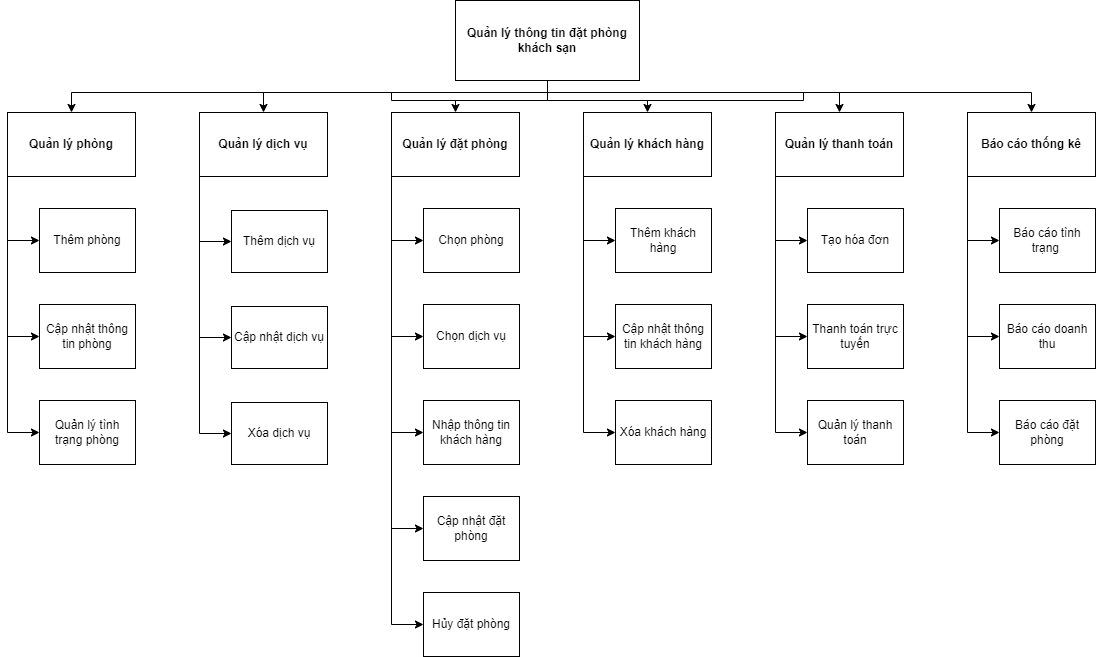 Quản lý thông tin đặt phòng
khách sạn
Quản lý phòng
Quản lý dịch vụ
Quản lý đặt phòng
Quản lý khách hàng
Quản lý thanh toán
Báo cáo thống kê
Thêm phòng
Thêm dịch vụ
Chọn phòng
Thêm khách
hàng
Tạo hóa đơn
Báo cáo tình
trạng
Cập nhật thông
tin phòng
Cập nhật dịch vụ
Chọn dịch vụ
Cập nhật thông
tin khách hàng
Thanh toán trực
tuyến
Báo cáo doanh
thu
Quản lý tình
trạng phòng
Xóa dịch vụ
Nhập thông tin
khách hàng
Xóa khách hàng
Quản lý thanh
toán
Báo cáo đặt
phòng
Cập nhật đặt
phòng
Hủy đặt phòng